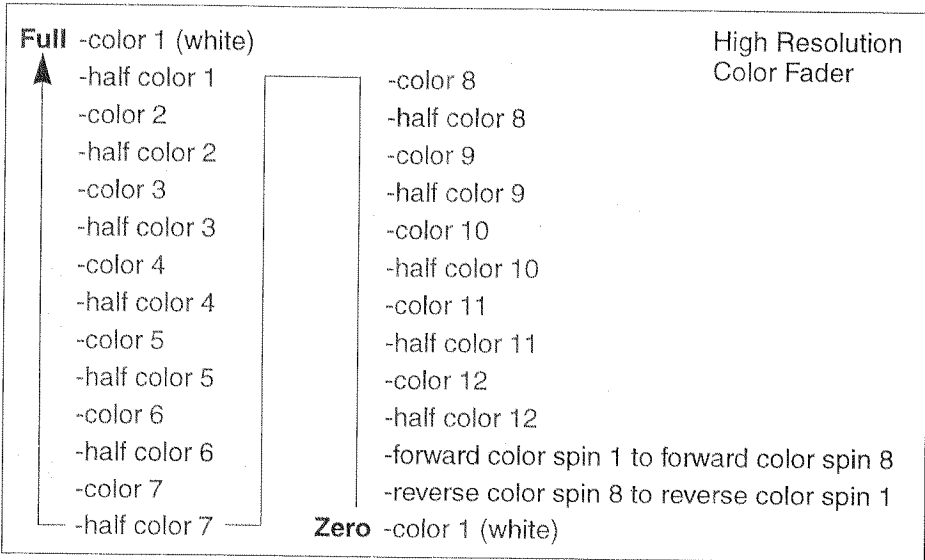 High Resolution
Color Fader
Full -color 1 (white)
-half color 1
-color 2
-half color 2
-color 3
-half color 3
-color 4
-half color 4
-color 5
-half color 5
-color 6
-half color 6
-color 7
-half color 7
-color 8
-half color 8
-color 9
-half color 9
-color 10
-half color 10
-color 11
-half color 11
-color 12
-half color 12
-forward color spin 1 to forward color spin 8
-reverse color spin 8 to reverse color spin 1
Zero -color 1 (white)